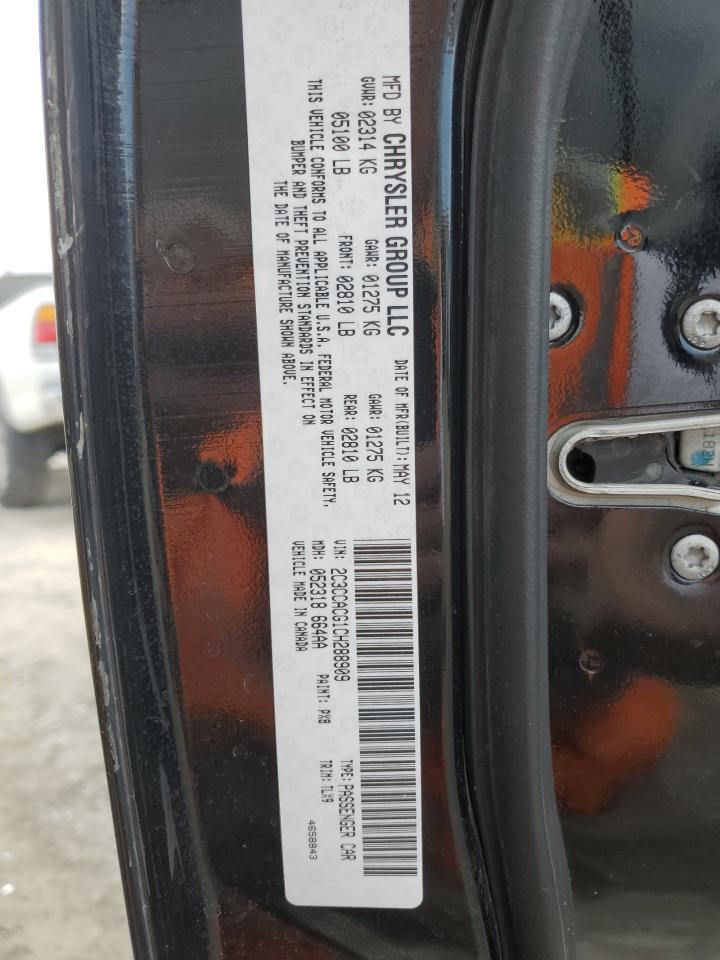 MFD BY CHRYSLER GROUP LLC
DATE OF MFR(BUILT): MAY 12
GVWR: 02314 KG
GAWR: 01275 KG
GAWR: 01275 KG
05100 LB
FRONT: 02810 LB
REAR: 02810 LB
THIS VEHICLE CONFORMS TO ALL APPLICABLE U.S.A. FEDERAL MOTOR VEHICLE SAFETY,
BUMPER AND THEFT PREVENTION STANDARDS IN EFFECT ON
THE DATE OF MANUFACTURE SHOWN ABOVE.
VIN: 2C3CCACG1CH288909
TYPE: PASSENGER CAR
MDH: 052318 664AA
PAINT: PX8
TRIM: TLX9
VEHICLE MADE IN CANADA
4658843